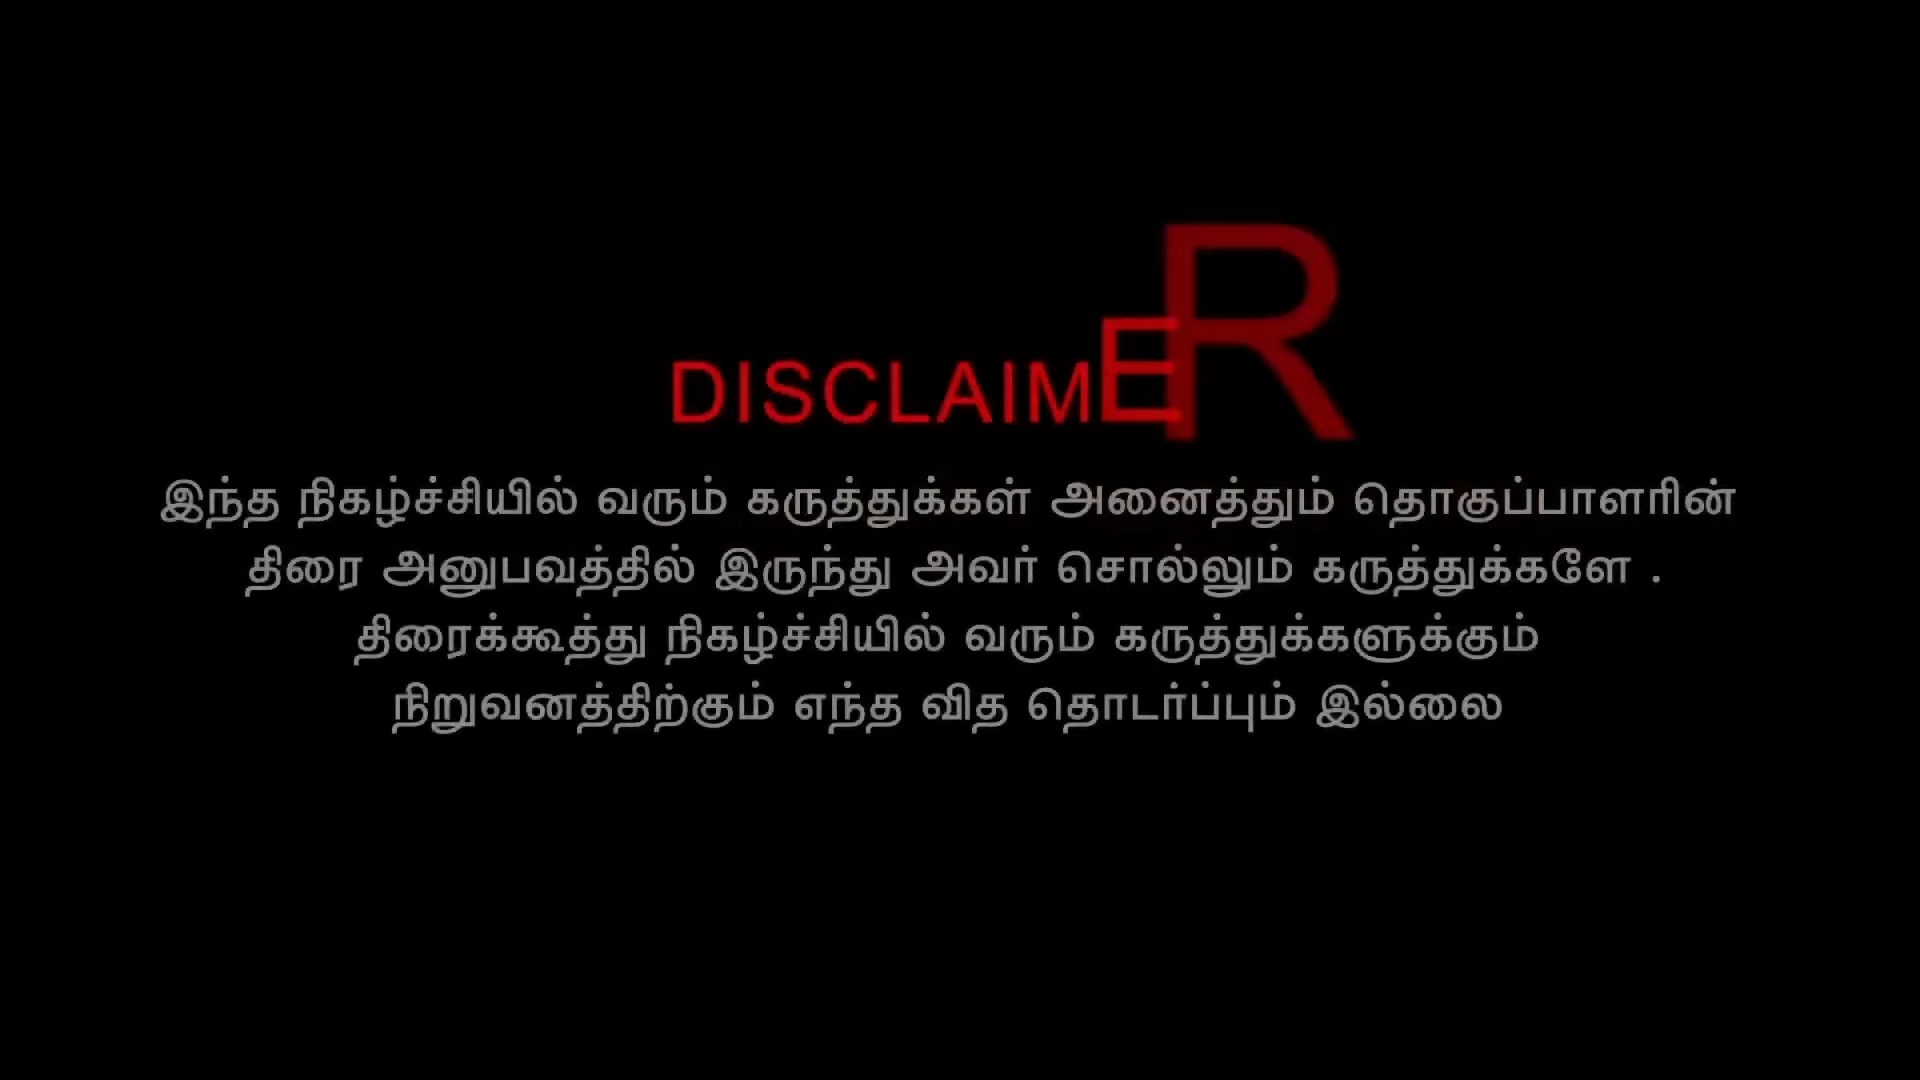 DISCLAIMER
இந்த நிகழ்ச்சியில் வரும் கருத்துக்கள் அனைத்தும் தொகுப்பாளரின்
திரை அனுபவத்தில் இருந்து அவர் சொல்லும் கருத்துக்களே .
திரைக்கூத்து நிகழ்ச்சியில் வரும் கருத்துக்களுக்கும்
நிறுவனத்திற்கும் எந்த வித தொடர்ப்பும் இல்லை